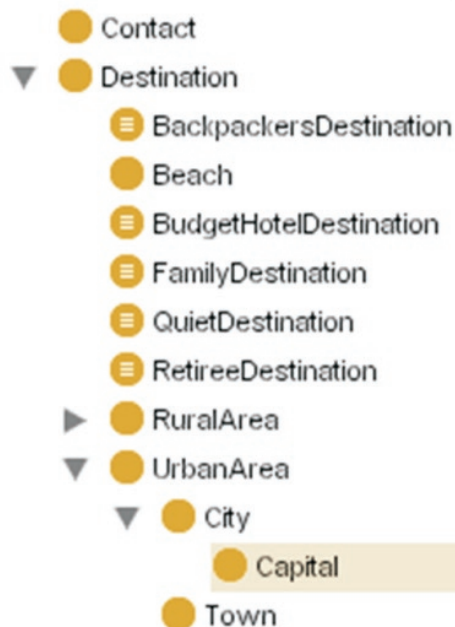 Contact
Destination
BackpackersDestination
Beach
BudgetHotelDestination
FamilyDestination
QuietDestination
RetireeDestination
RuralArea
UrbanArea
City
Capital
Town